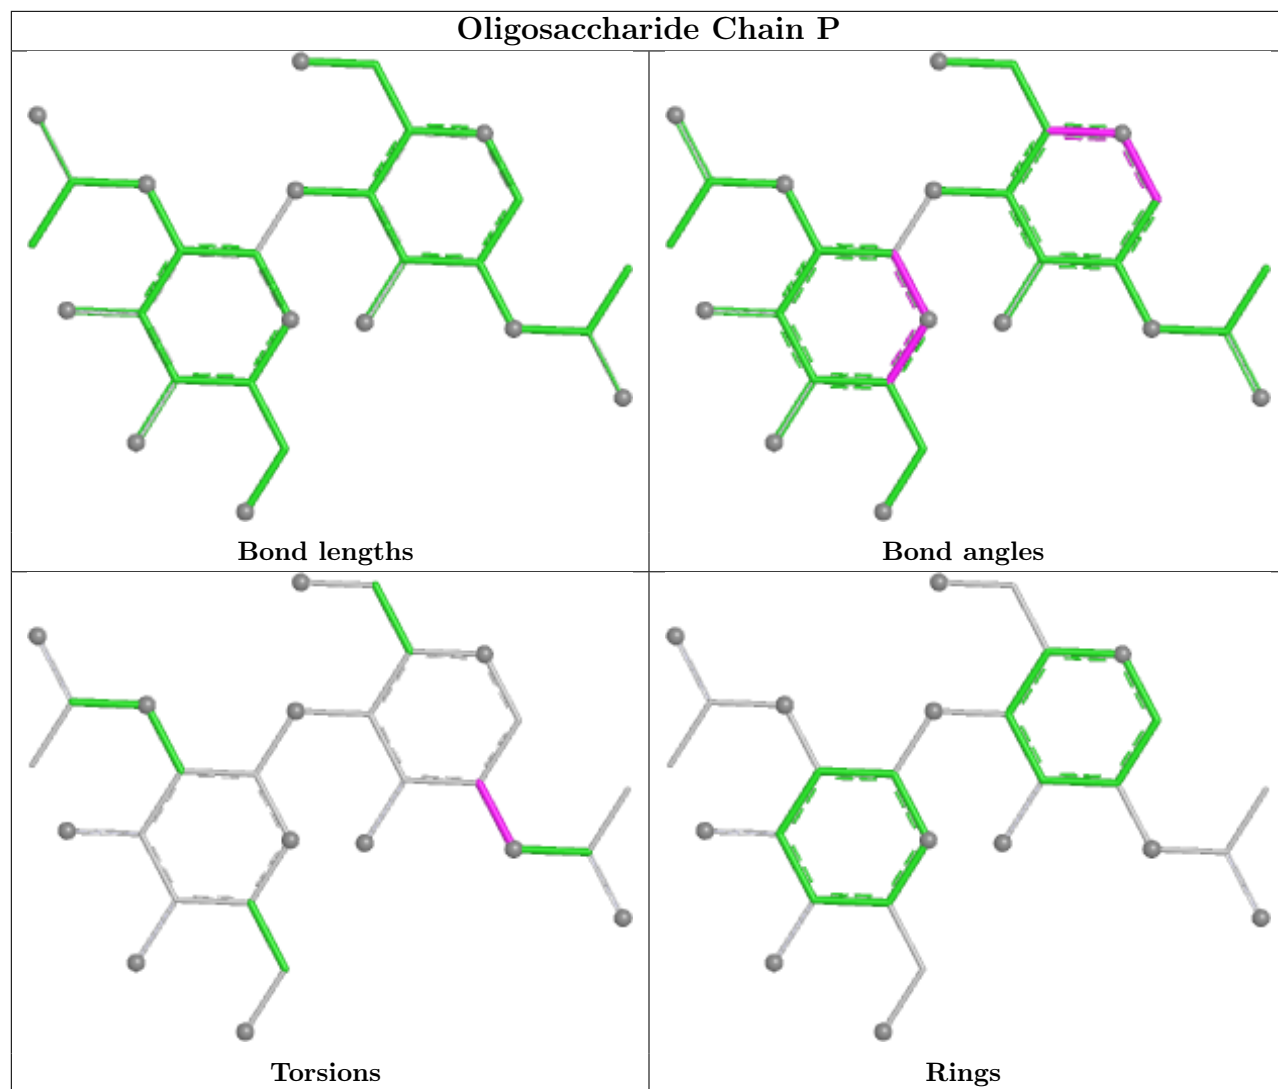 Oligosaccharide Chain P
Bond lengths
Bond angles
Torsions
Rings